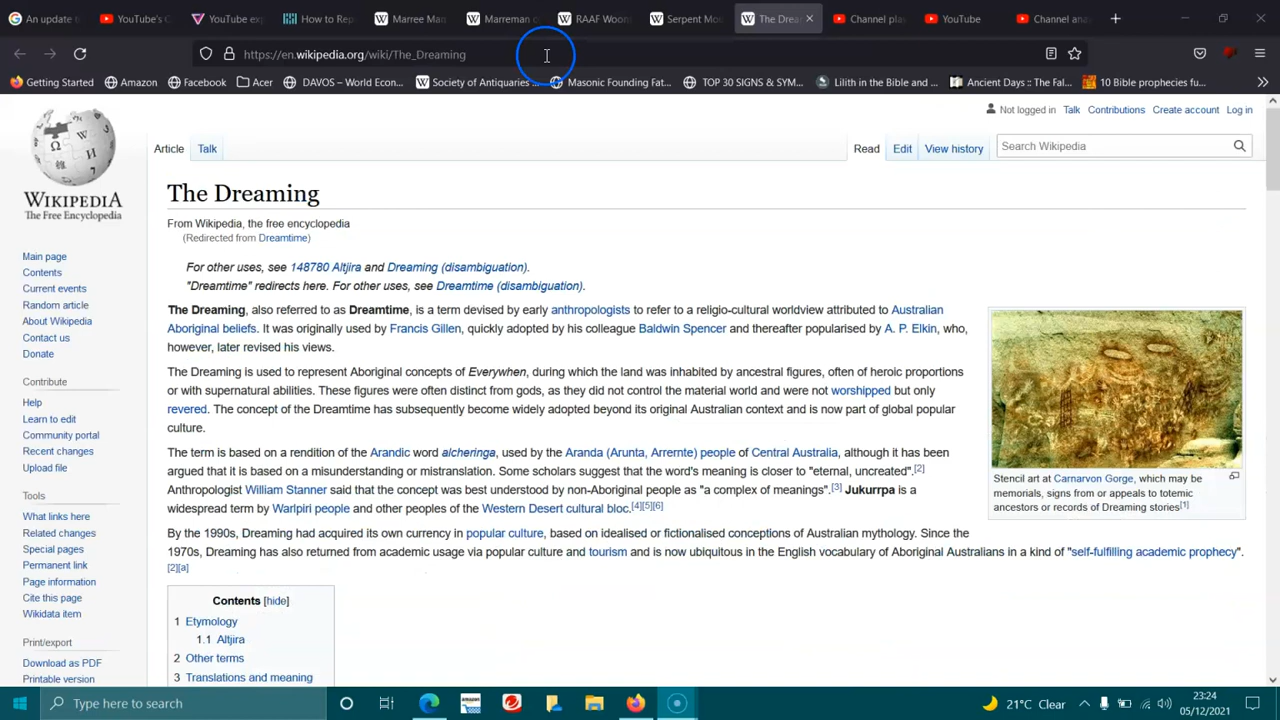 An update
YouTube's C
YouTube exp
How to Rep
Marree Man
Marreman
RAAF Woom
Serpent Mo
The Drea
Channel pla
YouTube
Channel ana
https://en.wikipedia.org/wiki/The_Dreaming
Getting Started
Amazon
Facebook
Acer
DAVOS – World Econ...
Society of Antiquaries
Masonic Founding Fat...
TOP 30 SIGNS & SYM...
Lilith in the Bible and
Ancient Days :: The Fal...
10 Bible prophecies fu
Not logged in Talk Contributions Create account Log in
Article Talk Read Edit View history
Search Wikipedia
WIKIPEDIA
The Free Encyclopedia
Main page
Contents
Current events
Random article
About Wikipedia
Contact us
Donate
Contribute
Help
Learn to edit
Community portal
Recent changes
Upload file
Tools
What links here
Related changes
Special pages
Permanent link
Page information
Cite this page
Wikidata item
Print/export
Download as PDF
Printable version
The Dreaming
From Wikipedia, the free encyclopedia
(Redirected from Dreamtime)
For other uses, see 148780 Altjira and Dreaming (disambiguation).
"Dreamtime" redirects here. For other uses, see Dreamtime (disambiguation).
The Dreaming, also referred to as Dreamtime, is a term devised by early anthropologists to refer to a religio-cultural worldview attributed to Australian
Aboriginal beliefs. It was originally used by Francis Gillen, quickly adopted by his colleague Baldwin Spencer and thereafter popularised by A. P. Elkin, who,
however, later revised his views.
The Dreaming is used to represent Aboriginal concepts of Everywhen, during which the land was inhabited by ancestral figures, often of heroic proportions
or with supernatural abilities. These figures were often distinct from gods, as they did not control the material world and were not worshipped but only
revered. The concept of the Dreamtime has subsequently become widely adopted beyond its original Australian context and is now part of global popular
culture.
The term is based on a rendition of the Arandic word alcheringa, used by the Aranda (Arunta, Arrernte) people of Central Australia, although it has been
argued that it is based on a misunderstanding or mistranslation. Some scholars suggest that the word's meaning is closer to "eternal, uncreated".[2]
Anthropologist William Stanner said that the concept was best understood by non-Aboriginal people as "a complex of meanings".[3] Jukurrpa is a
widespread term by Warlpiri people and other peoples of the Western Desert cultural bloc.[4][5][6]
By the 1990s, Dreaming had acquired its own currency in popular culture, based on idealised or fictionalised conceptions of Australian mythology. Since the
1970s, Dreaming has also returned from academic usage via popular culture and tourism and is now ubiquitous in the English vocabulary of Aboriginal Australians in a kind of "self-fulfilling academic prophecy".
[2][a]
Stencil art at Carnarvon Gorge, which may be
memorials, signs from or appeals to totemic
ancestors or records of Dreaming stories[1]
Contents [hide]
1 Etymology
1.1 Altjira
2 Other terms
3 Translations and meaning
Type here to search
21°C Clear
23:24
05/12/2021